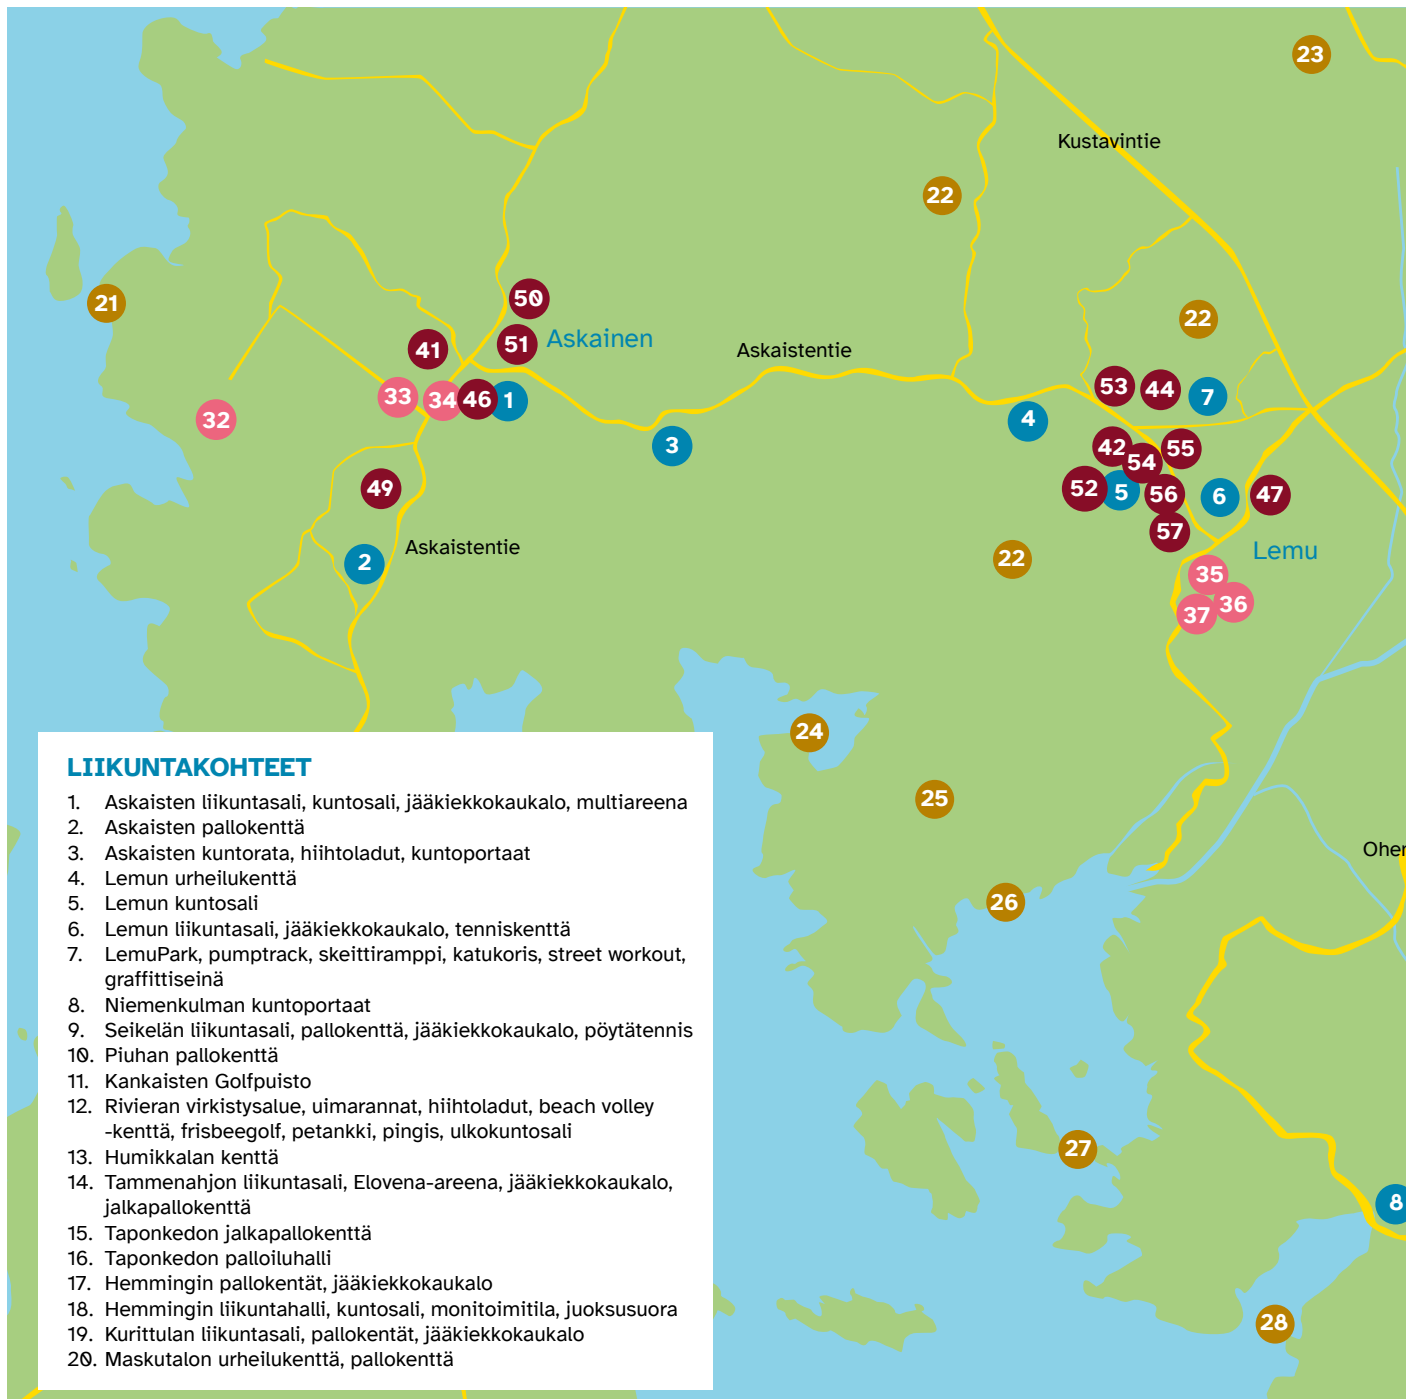 23
Kustavintie
22
21
50
22
51
Askainen
41
Askaistentie
53
44
7
33
34
46
1
32
4
3
42
55
54
49
52
5
56
6
47
57
Askaistentie
Lemu
22
2
35
36
37
24
25
Oher
26
27
8
28
LIIKUNTAKOHTEET
1. Askaisten liikuntasali, kuntosali, jääkiekkokaukalo, multiareena
2. Askaisten pallokenttä
3. Askaisten kuntorata, hiihtoladut, kuntoportaat
4. Lemun urheilukenttä
5. Lemun kuntosali
6. Lemun liikuntasali, jääkiekkokaukalo, tenniskenttä
7. LemuPark, pumptrack, skeittiramppi, katukoris, street workout,
graffittiseinä
8. Niemenkulman kuntoportaat
9. Seikelän liikuntasali, pallokenttä, jääkiekkokaukalo, pöytätennis
10. Piuhan pallokenttä
11. Kankaisten Golfpuisto
12. Rivieran virkistysalue, uimarannat, hiihtoladut, beach volley
-kenttä, frisbeegolf, petankki, pingis, ulkokuntosali
13. Humikkalan kenttä
14. Tammenahjon liikuntasali, Elovena-areena, jääkiekkokaukalo,
jalkapallokenttä
15. Taponkedon jalkapallokenttä
16. Taponkedon palloiluhalli
17. Hemmingin pallokentät, jääkiekkokaukalo
18. Hemmingin liikuntahalli, kuntosali, monitoimitila, juoksusuora
19. Kurittulan liikuntasali, pallokentät, jääkiekkokaukalo
20. Maskutalon urheilukenttä, pallokenttä